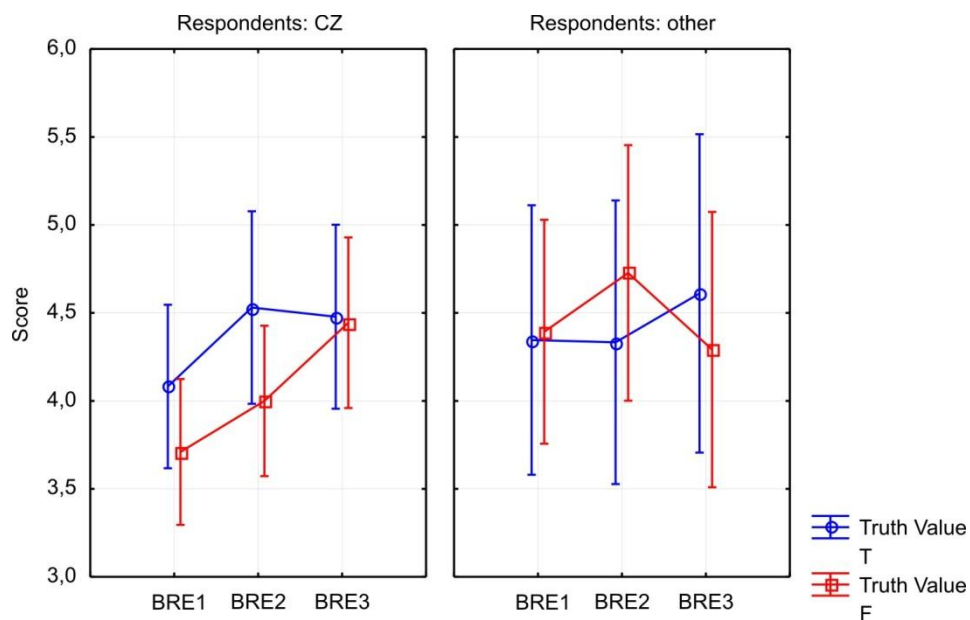 Respondents: CZ
Respondents: other
6,0
5,5
5,0
4,5
4,0
3,5
3,0
Score
BRE1 BRE2 BRE3
BRE1 BRE2 BRE3
Truth Value
T
Truth Value
F